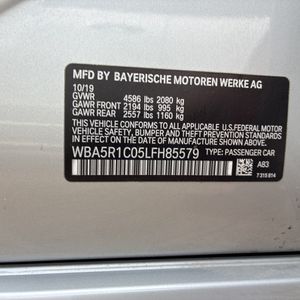 MFD BY BAYERISCHE MOTOREN WERKE AG
10/19
GVWR 4586 lbs 2080 kg
GAWR FRONT 2194 lbs 995 kg
GAWR REAR 2557 lbs 1160 kg
THIS VEHICLE CONFORMS TO ALL APPLICABLE U.S. FEDERAL MOTOR
VEHICLE SAFETY, BUMPER, AND THEFT PREVENTION STANDARDS IN
EFFECT ON THE DATE OF MANUFACTURE SHOWN ABOVE.
WBA5R1C05LFH85579 TYPE: PASSENGER CAR
A83
7 315 814